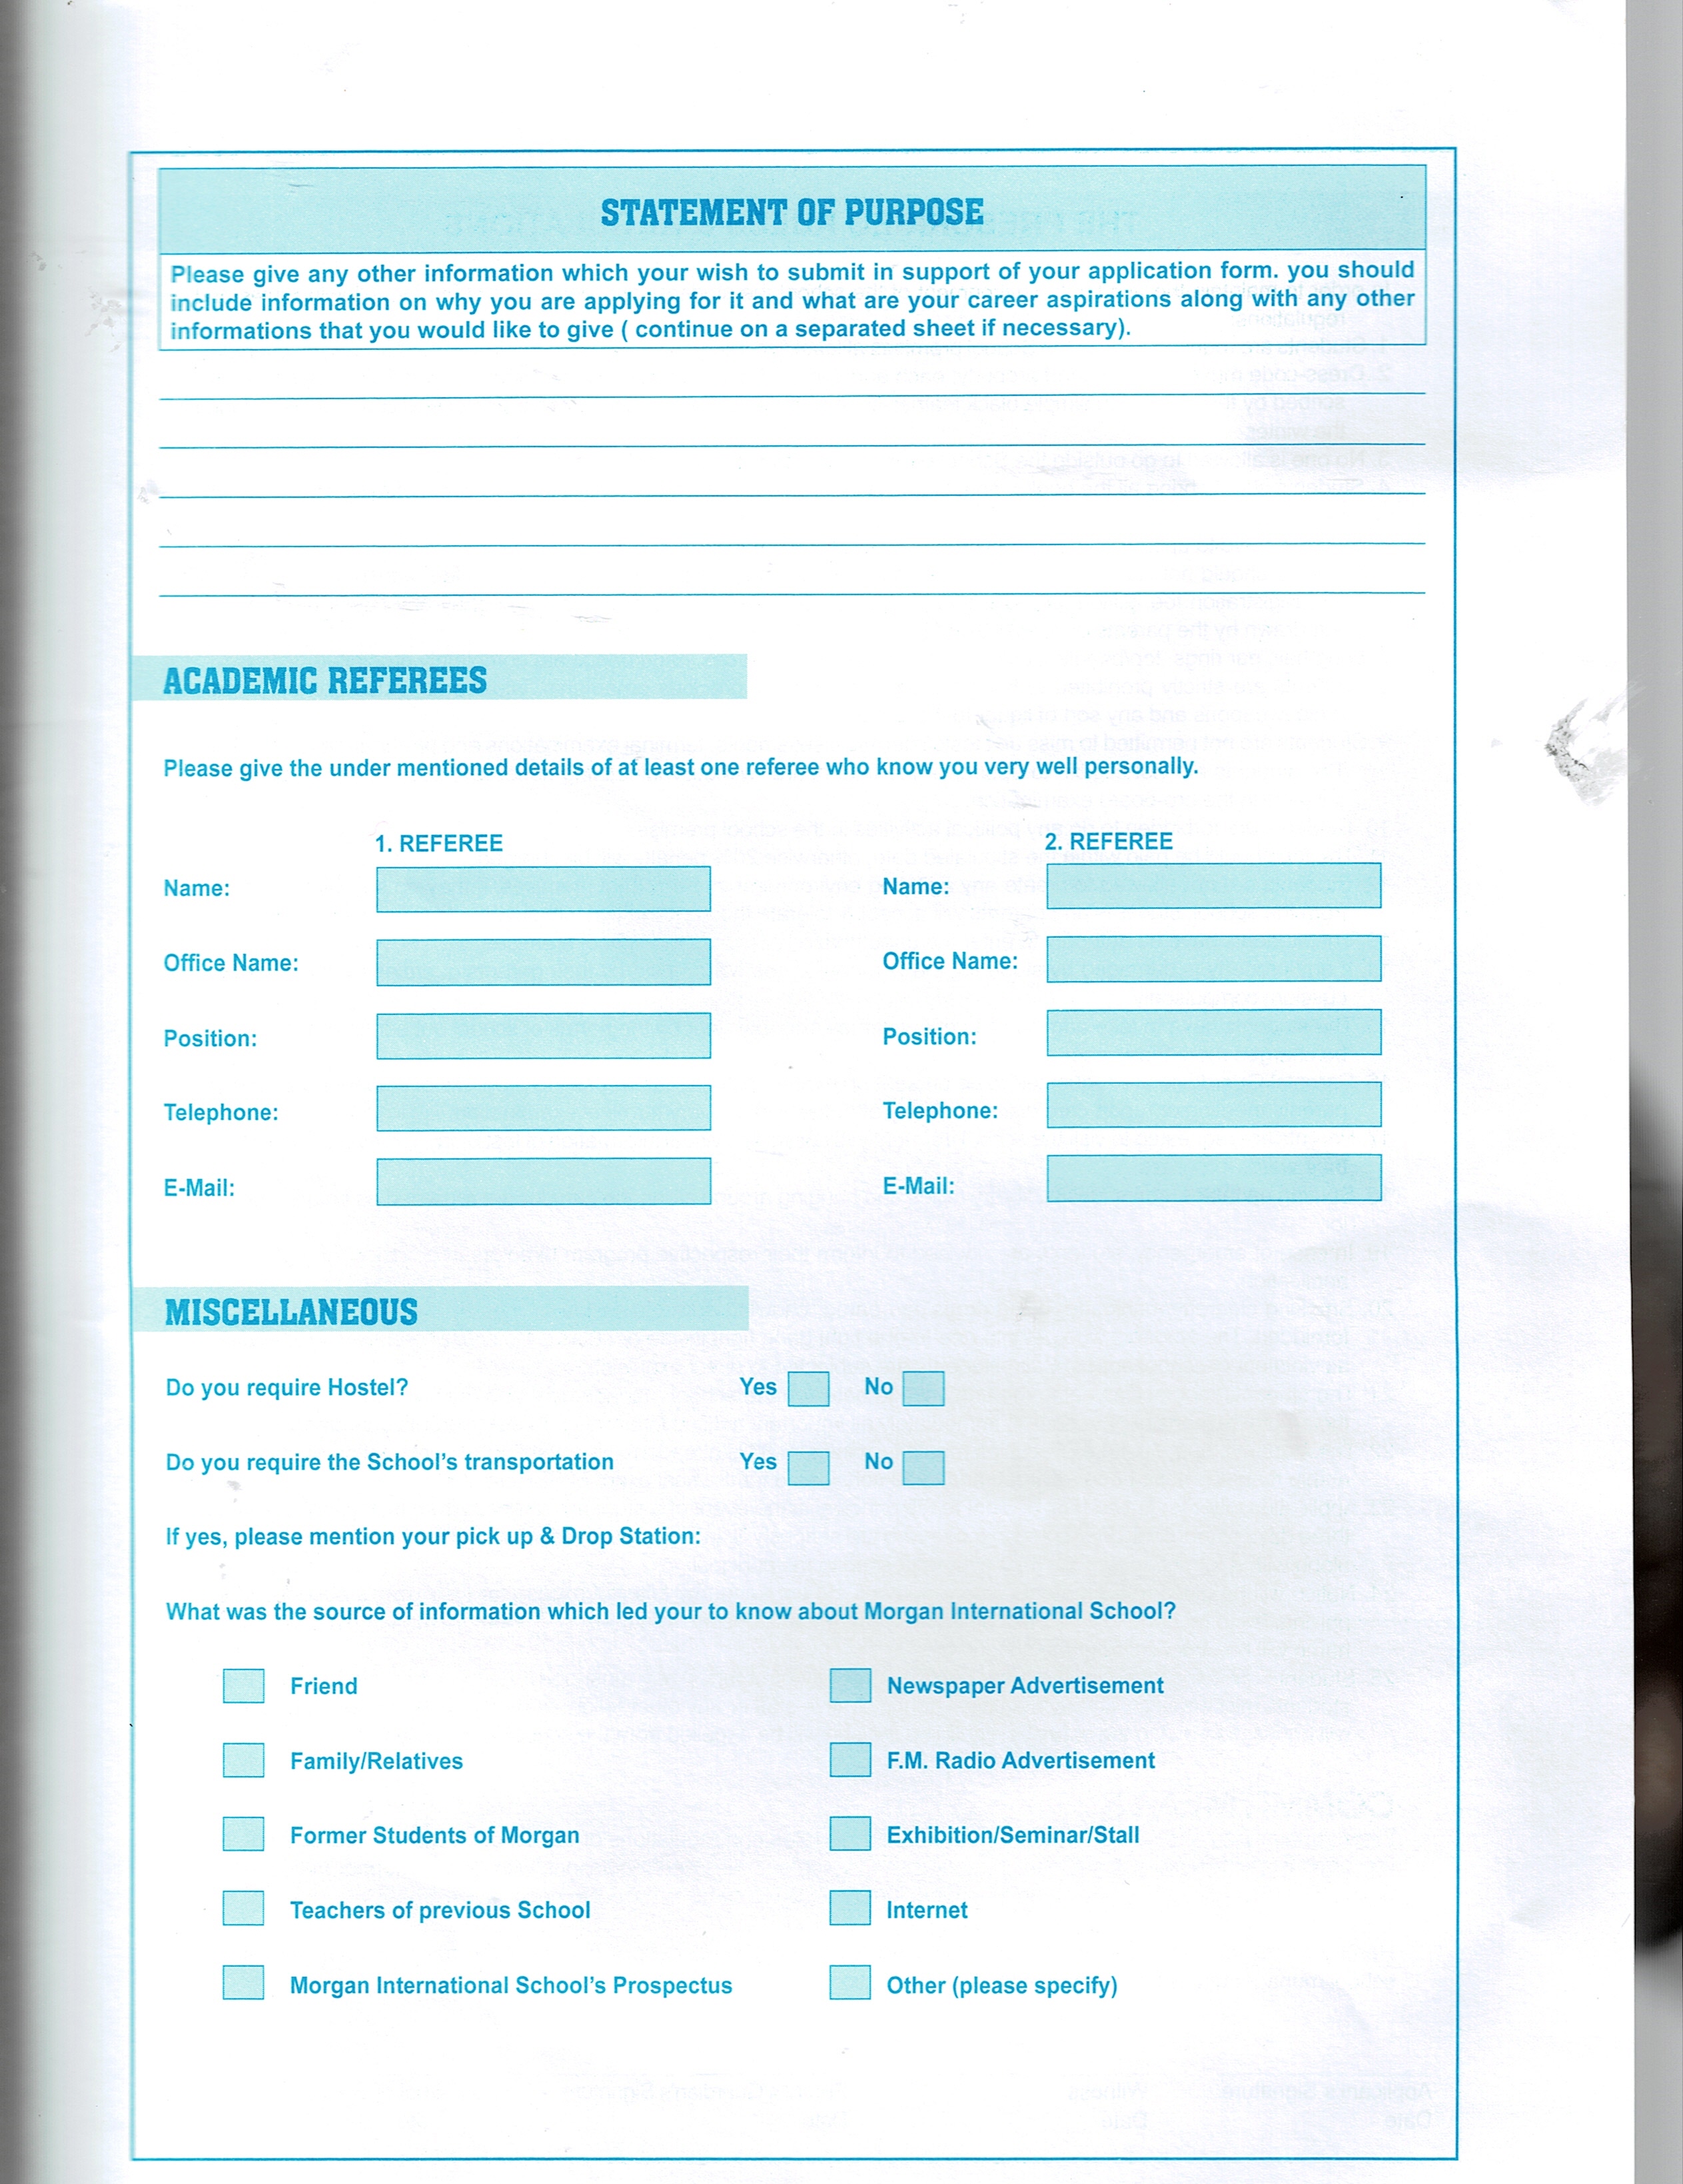 STATEMENT OF PURPOSE
Please give any other information which your wish to submit in support of your application form. you should
include information on why you are applying for it and what are your career aspirations along with any other
informations that you would like to give ( continue on a separated sheet if necessary).
ACADEMIC REFEREES
Please give the under mentioned details of at least one referee who know you very well personally.
1. REFEREE 2. REFEREE
Name: Name:
Office Name: Office Name:
Position: Position:
Telephone: Telephone:
E-Mail: E-Mail:
MISCELLANEOUS
Do you require Hostel? Yes No
Do you require the School's transportation Yes No
If yes, please mention your pick up & Drop Station:
What was the source of information which led your to know about Morgan International School?
Friend Newspaper Advertisement
Family/Relatives F.M. Radio Advertisement
Former Students of Morgan Exhibition/Seminar/Stall
Teachers of previous School Internet
Morgan International School's Prospectus Other (please specify)